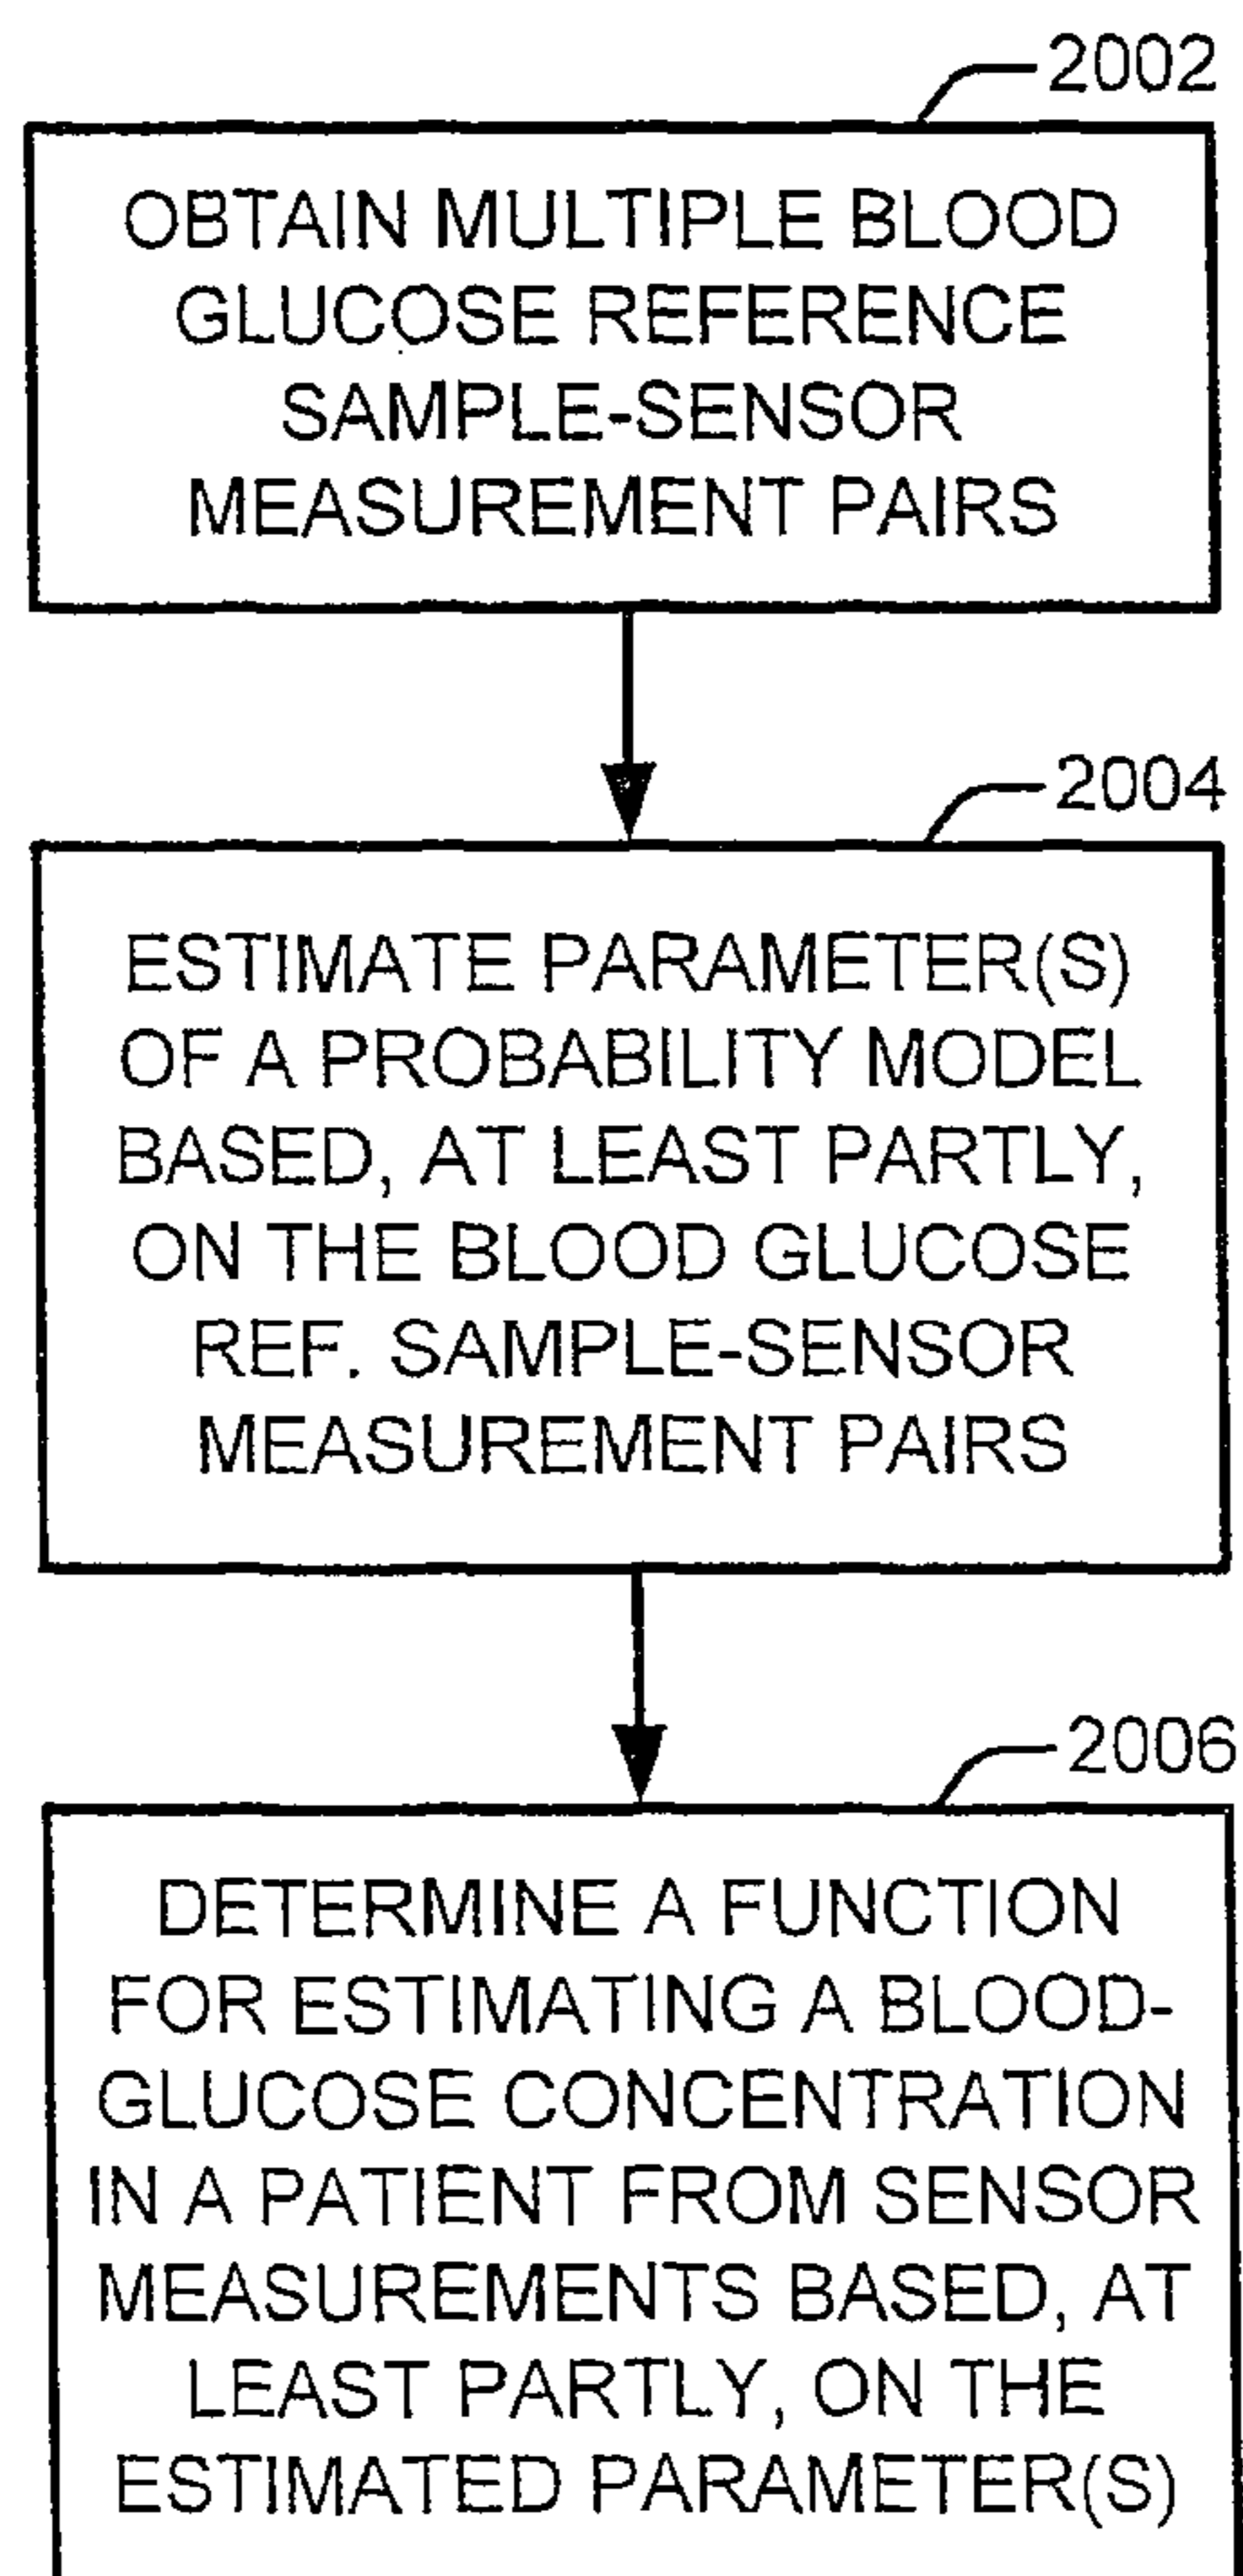 2002
OBTAIN MULTIPLE BLOOD
GLUCOSE REFERENCE
SAMPLE-SENSOR
MEASUREMENT PAIRS
2004
ESTIMATE PARAMETER(S)
OF A PROBABILITY MODEL
BASED, AT LEAST PARTLY,
ON THE BLOOD GLUCOSE
REF. SAMPLE-SENSOR
MEASUREMENT PAIRS
2006
DETERMINE A FUNCTION
FOR ESTIMATING A BLOOD-
GLUCOSE CONCENTRATION
IN A PATIENT FROM SENSOR
MEASUREMENTS BASED, AT
LEAST PARTLY, ON THE
ESTIMATED PARAMETER(S)